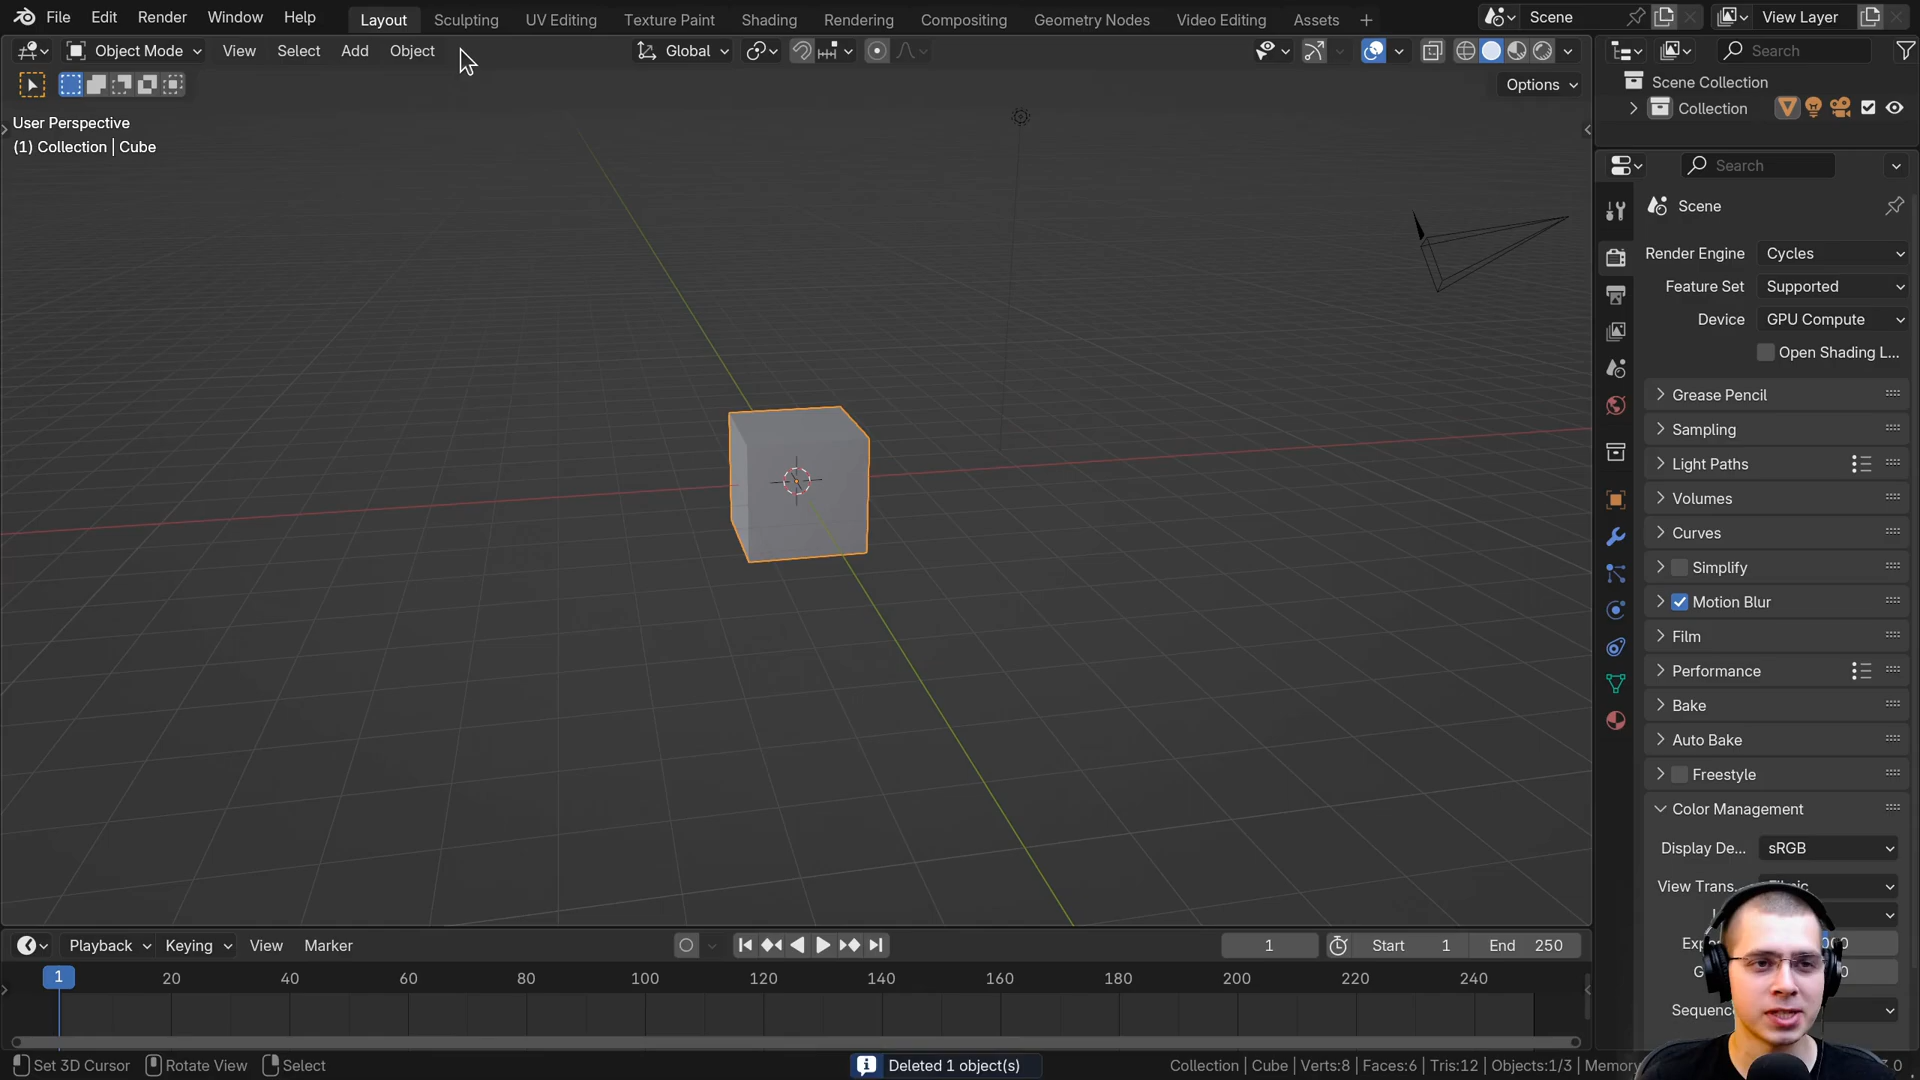 File Edit Render Window Help Layout Sculpting UV Editing Texture Paint Shading Rendering Compositing Geometry Nodes Video Editing Assets Scene View Layer
Object Mode View Select Add Object Global Search
Options
Scene Collection
Collection
User Perspective
(1) Collection | Cube
Search
Scene
Render Engine Cycles
Feature Set Supported
Device GPU Compute
Open Shading L...
Grease Pencil
Sampling
Light Paths
Volumes
Curves
Simplify
Motion Blur
Film
Performance
Bake
Auto Bake
Freestyle
Color Management
Display De... sRGB
View Trans...
Playback Keying View Marker 1 Start 1 End 250
1 20 40 60 80 100 120 140 160 180 200 220 240
Set 3D Cursor Rotate View Select Deleted 1 object(s) Collection | Cube | Verts:8 | Faces:6 | Tris:12 | Objects:1/3 |